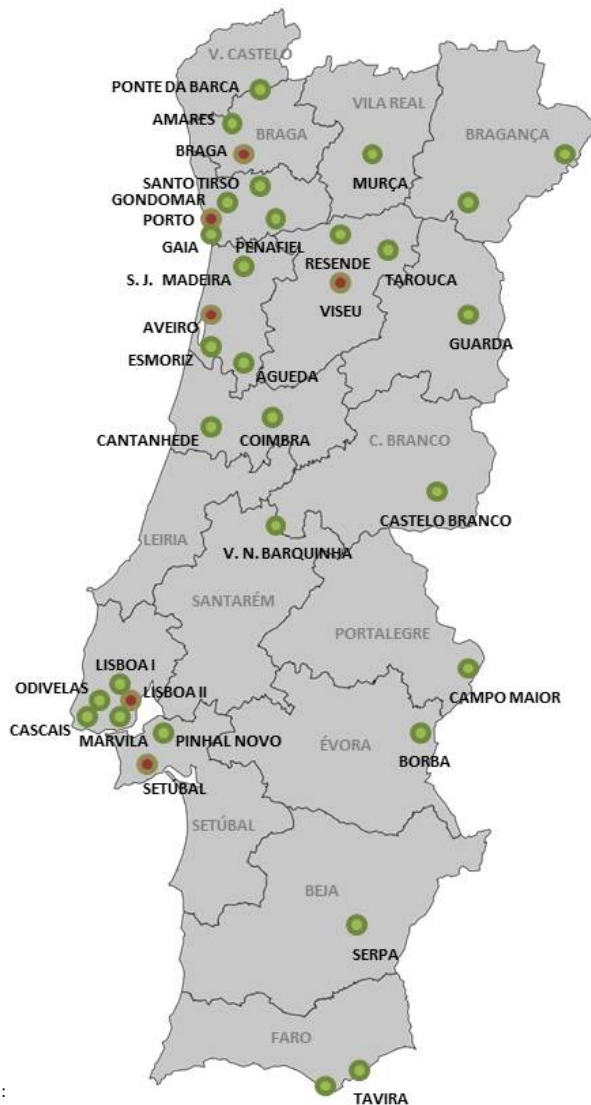 V. CASTELO
PONTE DA BARCA
VILA REAL
AMARES
BRAGA
BRAGANÇA
BRAGA
MURÇA
SANTO TIRSO
GONDOMAR
PORTO
GAIA
PENAFIEL
RESENDE
TAROUCA
S. J. MADEIRA
VISEU
AVEIRO
GUARDA
ESMORIZ
ÁGUEDA
CANTANHEDE
COIMBRA
C. BRANCO
CASTELO BRANCO
LEIRIA
V. N. BARQUINHA
SANTARÉM
PORTALEGRE
LISBOA I
ODIVELAS
LISBOA II
CAMPO MAIOR
CASCAIS
MARVILA
PINHAL NOVO
ÉVORA
BORBA
SETÚBAL
SETÚBAL
BEJA
SERPA
FARO
:
TAVIRA